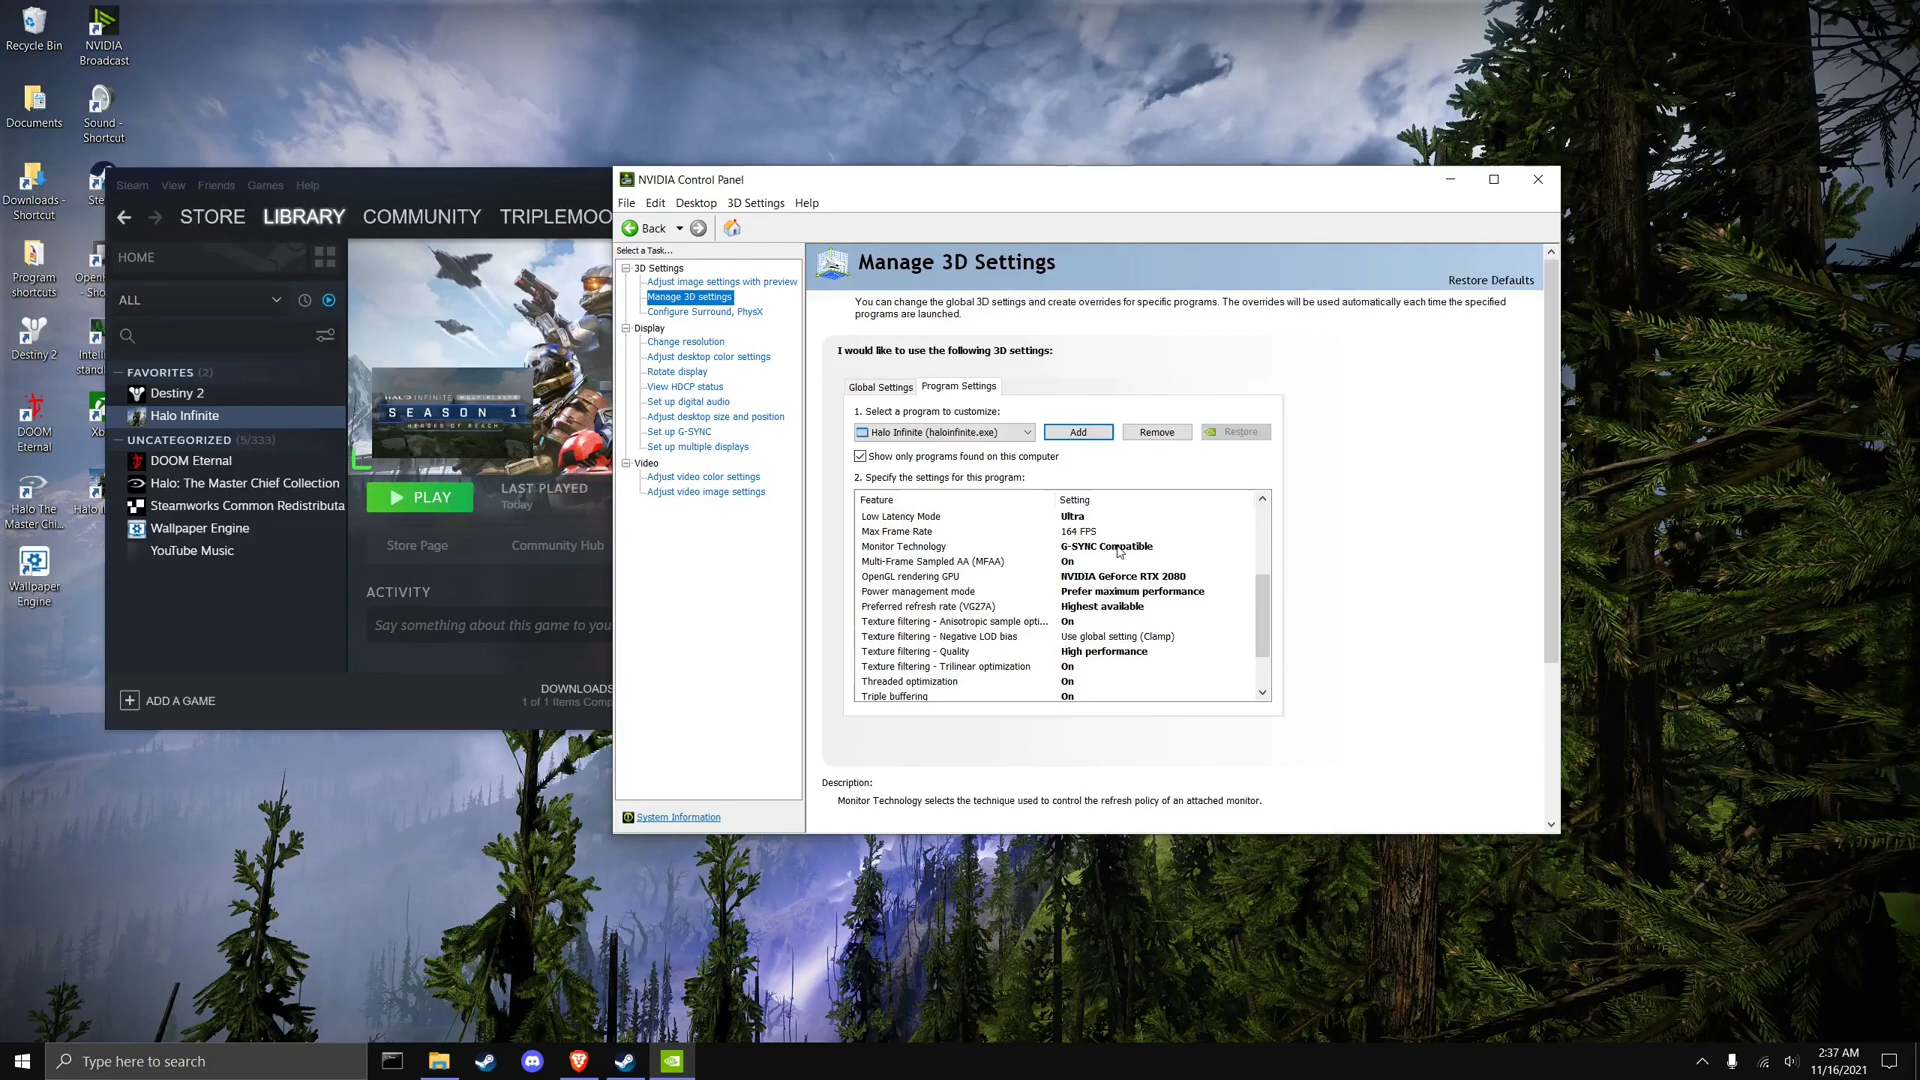 Recycle Bin
NVIDIA
Broadcast
Documents
Sound -
Shortcut
Downloads -
Shortcut
Program
shortcuts
Destiny 2
DOOM
Eternal
Halo The
Master Chi...
Wallpaper
Engine
Steam View Friends Games Help
STORE LIBRARY COMMUNITY TRIPLEMOO
HOME
ALL
FAVORITES (2)
Destiny 2
Halo Infinite
UNCATEGORIZED (5/333)
DOOM Eternal
Halo: The Master Chief Collection
Steamworks Common Redistributa
Wallpaper Engine
YouTube Music
ADD A GAME
HALO INFINITE MULTIPLAYER
SEASON 1
HEROES OF REACH
PLAY
LAST PLAYED
Today
Store Page Community Hub
ACTIVITY
Say something about this game to you
DOWNLOADS
1 of 1 Items Comp
NVIDIA Control Panel
File Edit Desktop 3D Settings Help
Back
Select a Task...
3D Settings
Adjust image settings with preview
Manage 3D settings
Configure Surround, PhysX
Display
Change resolution
Adjust desktop color settings
Rotate display
View HDCP status
Set up digital audio
Adjust desktop size and position
Set up G-SYNC
Set up multiple displays
Video
Adjust video color settings
Adjust video image settings
System Information
Manage 3D Settings
Restore Defaults
You can change the global 3D settings and create overrides for specific programs. The overrides will be used automatically each time the specified
programs are launched.
I would like to use the following 3D settings:
Global Settings Program Settings
1. Select a program to customize:
Halo Infinite (haloinfinite.exe) Add Remove Restore
Show only programs found on this computer
2. Specify the settings for this program:
Feature Setting
Low Latency Mode Ultra
Max Frame Rate 164 FPS
Monitor Technology G-SYNC Compatible
Multi-Frame Sampled AA (MFAA) On
OpenGL rendering GPU NVIDIA GeForce RTX 2080
Power management mode Prefer maximum performance
Preferred refresh rate (VG27A) Highest available
Texture filtering - Anisotropic sample opti... On
Texture filtering - Negative LOD bias Use global setting (Clamp)
Texture filtering - Quality High performance
Texture filtering - Trilinear optimization On
Threaded optimization On
Triple buffering On
Description:
Monitor Technology selects the technique used to control the refresh policy of an attached monitor.
Type here to search
2:37 AM
11/16/2021